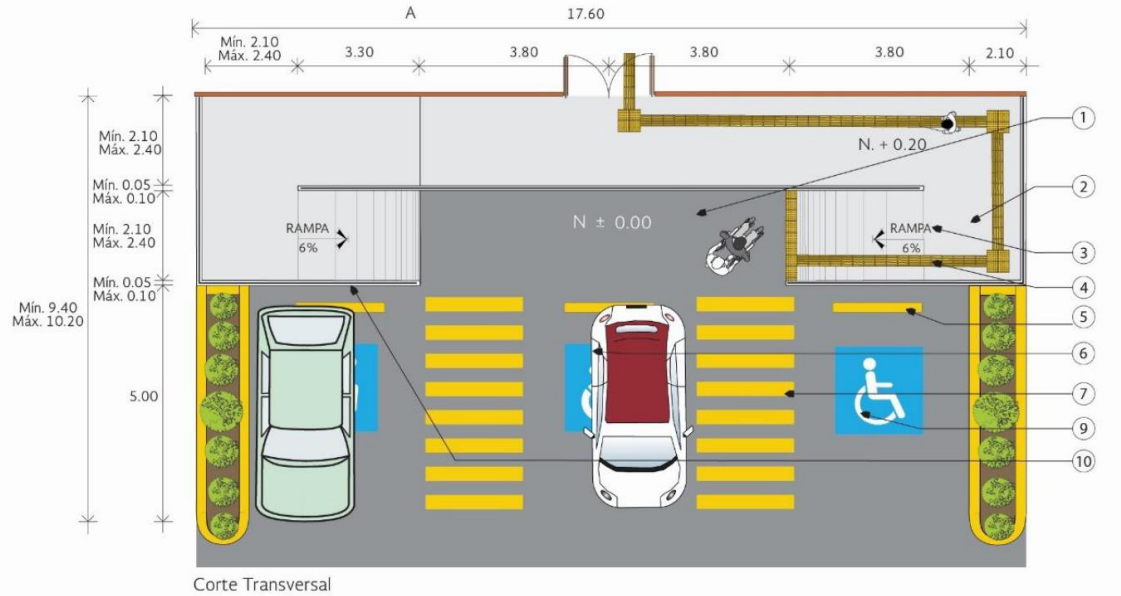 A 17.60
Mín. 2.10
Máx. 2.40
3.30 3.80 3.80 3.80 2.10
Mín. 2.10
Máx. 2.40
1
N. + 0.20
Mín. 0.05
Máx. 0.10
2
N ± 0.00
RAMPA
6%
RAMPA
6%
3
Mín. 2.10
Máx. 2.40
4
Mín. 0.05
Máx. 0.10
Mín. 9.40
Máx. 10.20
5
6
5.00
7
9
10
Corte Transversal